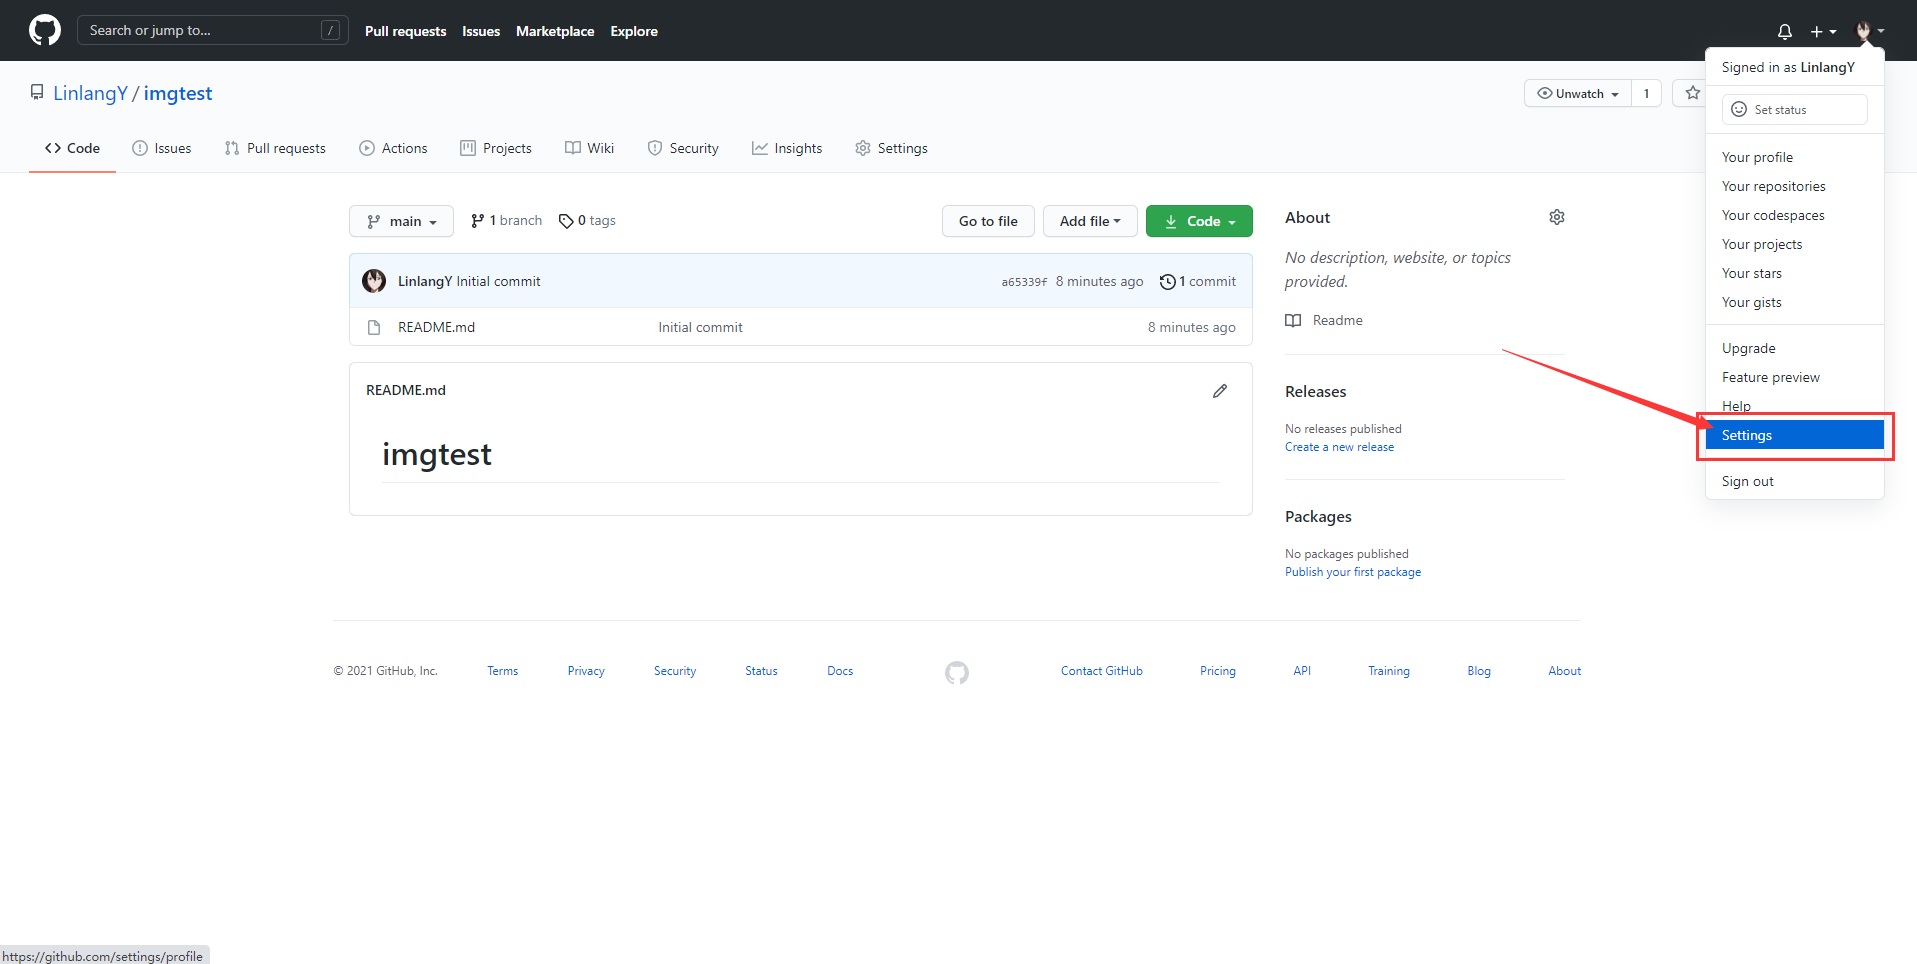 Search or jump to... /
Pull requests Issues Marketplace Explore
Signed in as LinlangY
LinlangY / imgtest
Unwatch 1
Set status
Code Issues Pull requests Actions Projects Wiki Security Insights Settings
Your profile
Your repositories
Your codespaces
Your projects
Your stars
Your gists
Upgrade
Feature preview
Help
Settings
Sign out
main 1 branch 0 tags Go to file Add file Code
LinlangY Initial commit a65339f 8 minutes ago 1 commit
README.md Initial commit 8 minutes ago
README.md
imgtest
About
No description, website, or topics
provided.
Readme
Releases
No releases published
Create a new release
Packages
No packages published
Publish your first package
© 2021 GitHub, Inc. Terms Privacy Security Status Docs Contact GitHub Pricing API Training Blog About
https://github.com/settings/profile